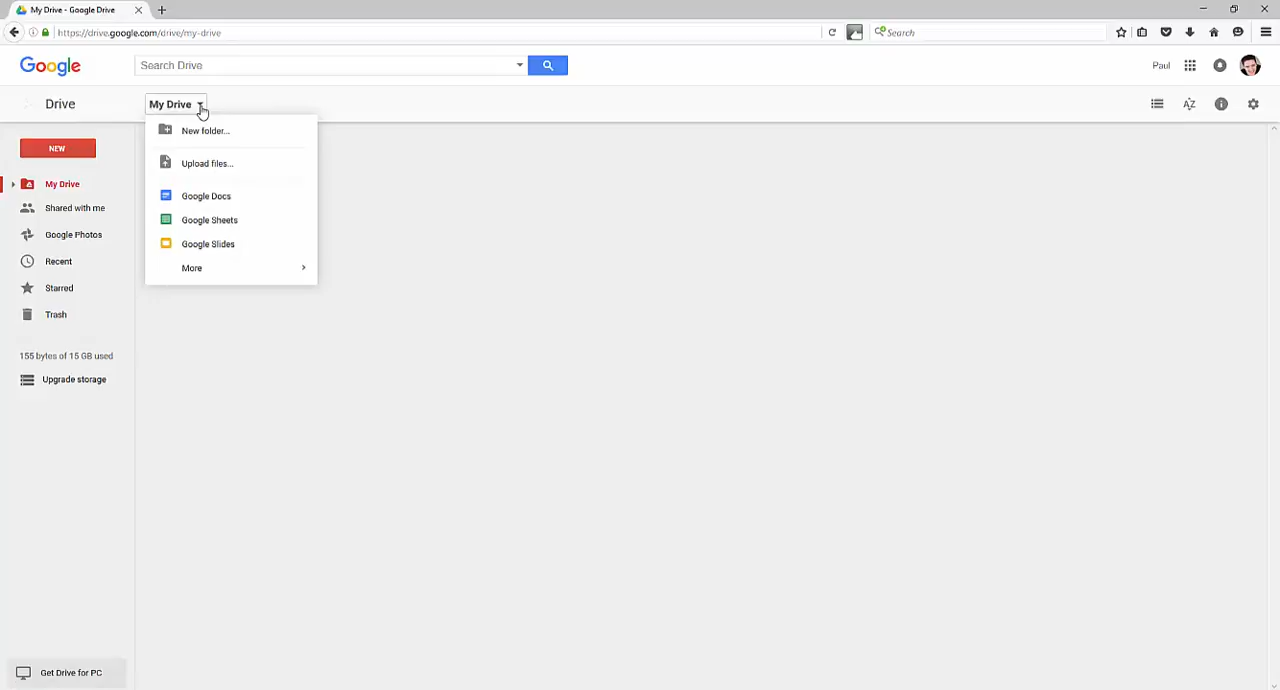 My Drive - Google Drive
https://drive.google.com/drive/my-drive
Search
Google
Search Drive
Paul
Drive
My Drive
New folder...
Upload files...
Google Docs
Google Sheets
Google Slides
More
NEW
My Drive
Shared with me
Google Photos
Recent
Starred
Trash
155 bytes of 15 GB used
Upgrade storage
Get Drive for PC